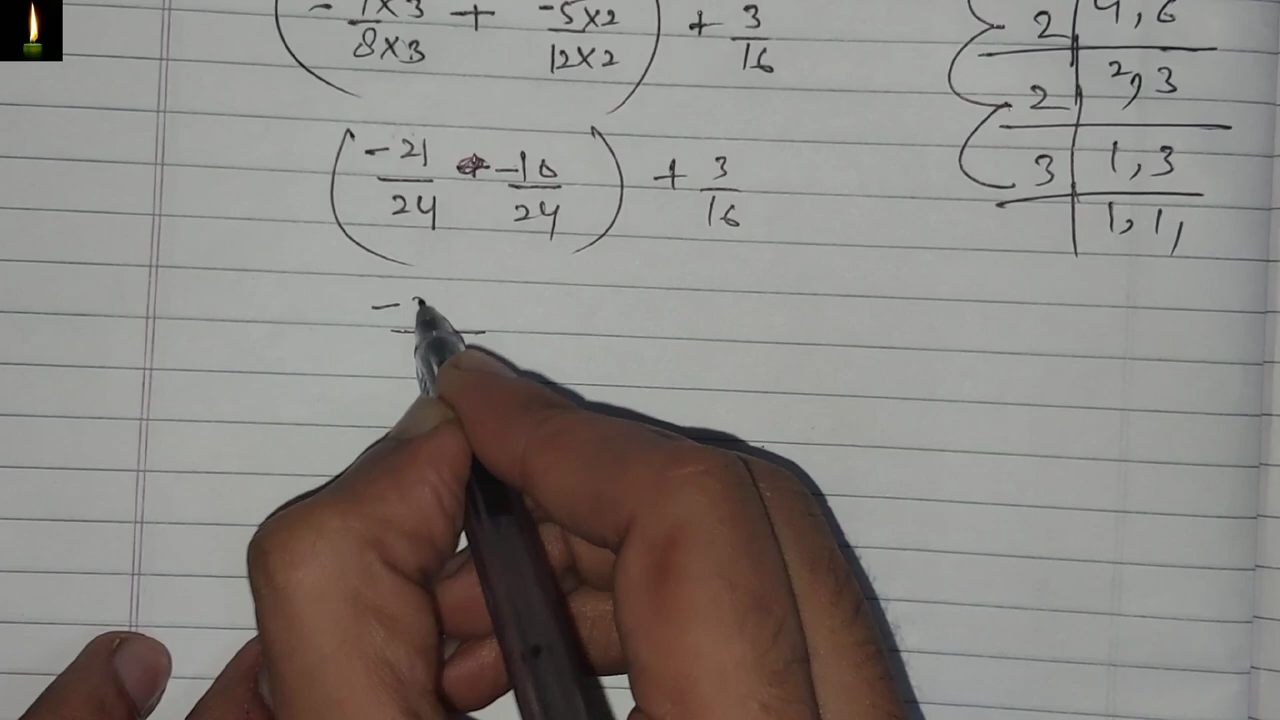 ( -7×3/8×3 + -5×2/12×2 ) + 3/16
( -21/24 -10/24 ) + 3/16
-
2 | 4, 6
2 | 2, 3
3 | 1, 3
1, 1,